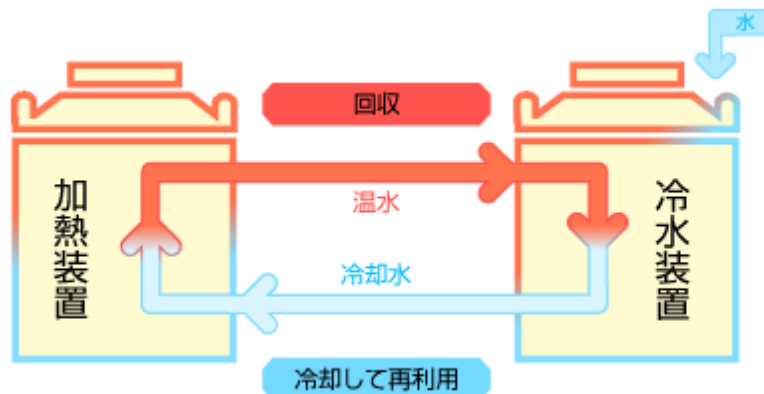 水
回収
加熱装置
温水
冷水装置
冷却水
冷却して再利用